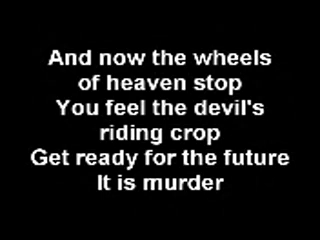 And now the wheels
of heaven stop
You feel the devil's
riding crop
Get ready for the future
It is murder